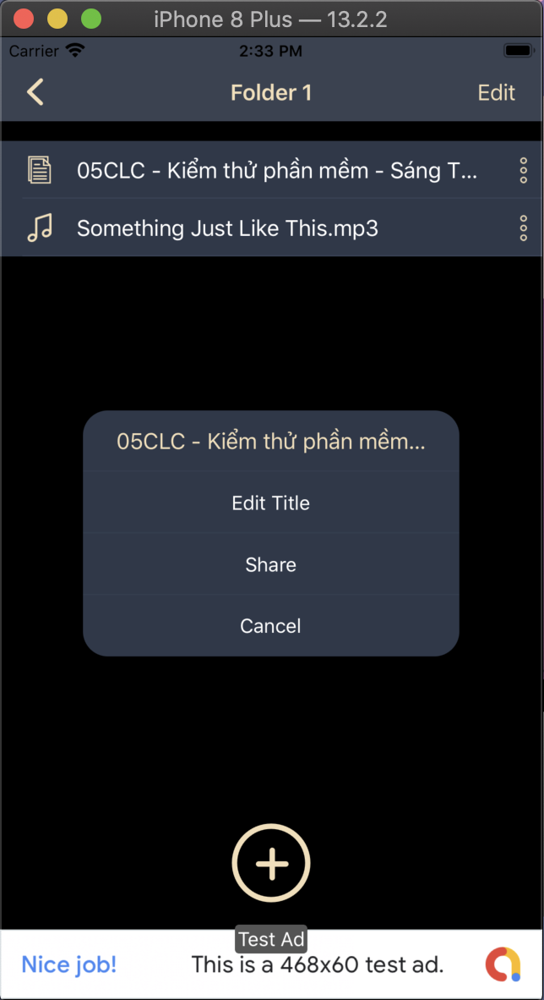 iPhone 8 Plus — 13.2.2
Carrier 2:33 PM
Folder 1 Edit
05CLC - Kiểm thử phần mềm - Sáng T...
Something Just Like This.mp3
05CLC - Kiểm thử phần mềm...
Edit Title
Share
Cancel
Test Ad
Nice job! This is a 468x60 test ad.